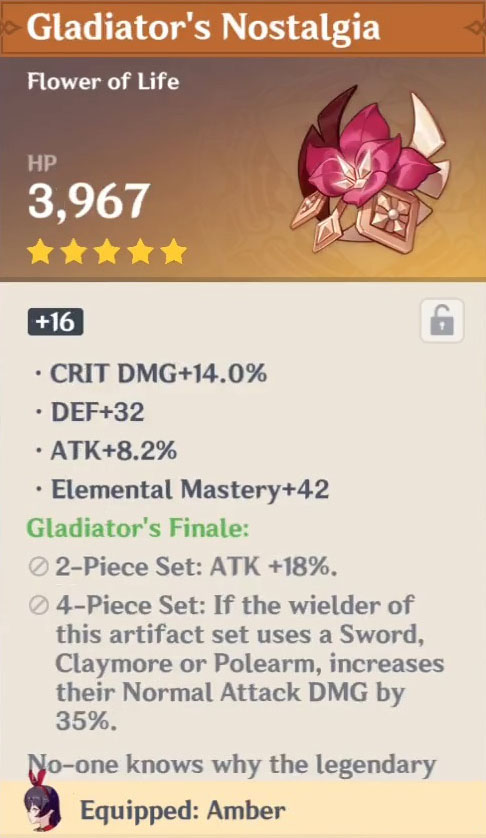 Gladiator's Nostalgia
Flower of Life
HP
3,967
+16
· CRIT DMG+14.0%
· DEF+32
· ATK+8.2%
· Elemental Mastery+42
Gladiator's Finale:
2-Piece Set: ATK +18%.
4-Piece Set: If the wielder of
this artifact set uses a Sword,
Claymore or Polearm, increases
their Normal Attack DMG by
35%.
No-one knows why the legendary
Equipped: Amber